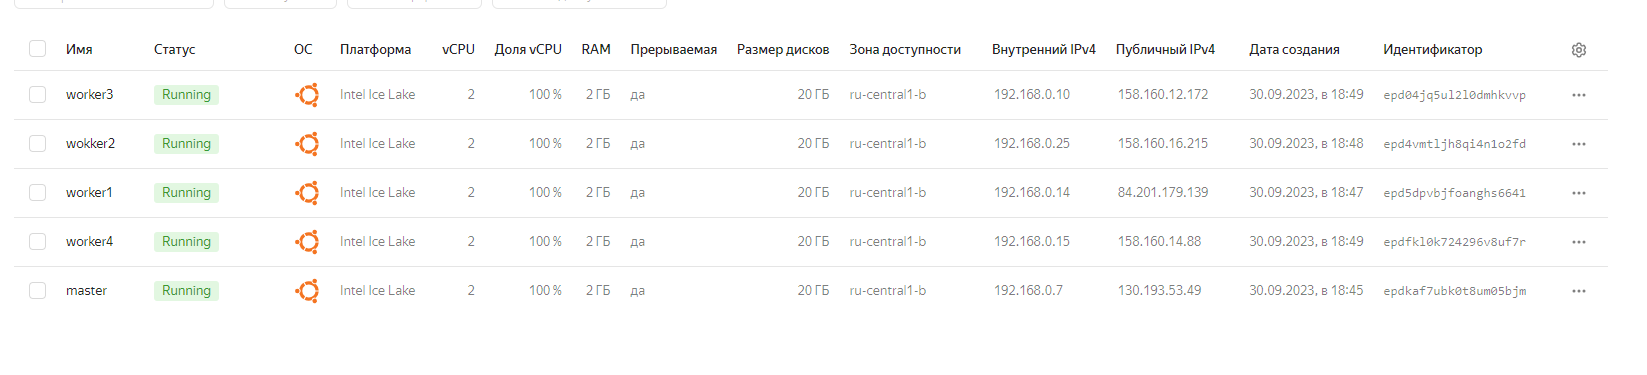 Имя Статус ОС Платформа vCPU Доля vCPU RAM Прерываемая Размер дисков Зона доступности Внутренний IPv4 Публичный IPv4 Дата создания Идентификатор
worker3 Running Intel Ice Lake 2 100 % 2 ГБ да 20 ГБ ru-central1-b 192.168.0.10 158.160.12.172 30.09.2023, в 18:49 epd04jq5ul2l0dmhkvvp
wokker2 Running Intel Ice Lake 2 100 % 2 ГБ да 20 ГБ ru-central1-b 192.168.0.25 158.160.16.215 30.09.2023, в 18:48 epd4vmtljh8qi4n1o2fd
worker1 Running Intel Ice Lake 2 100 % 2 ГБ да 20 ГБ ru-central1-b 192.168.0.14 84.201.179.139 30.09.2023, в 18:47 epd5dpvbjfoanghs6641
worker4 Running Intel Ice Lake 2 100 % 2 ГБ да 20 ГБ ru-central1-b 192.168.0.15 158.160.14.88 30.09.2023, в 18:49 epdfkl0k724296v8uf7r
master Running Intel Ice Lake 2 100 % 2 ГБ да 20 ГБ ru-central1-b 192.168.0.7 130.193.53.49 30.09.2023, в 18:45 epdkaf7ubk0t8um05bjm